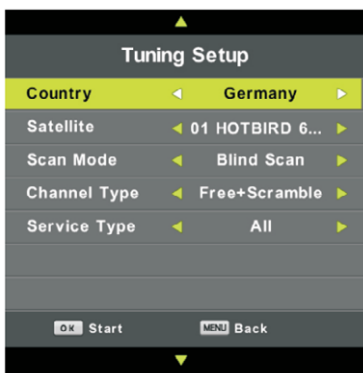 Tuning Setup
Country Germany
Satellite 01 HOTBIRD 6...
Scan Mode Blind Scan
Channel Type Free+Scramble
Service Type All
OK Start MENU Back